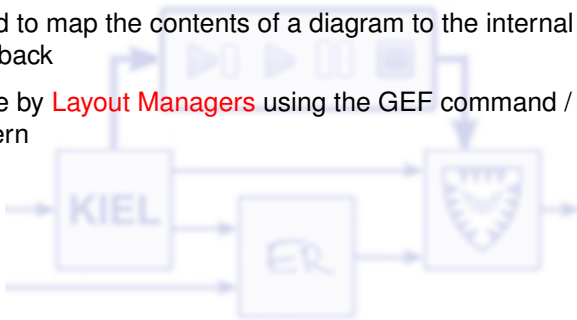 d to map the contents of a diagram to the internal
back
e by Layout Managers using the GEF command /
ern
KIEL
ER